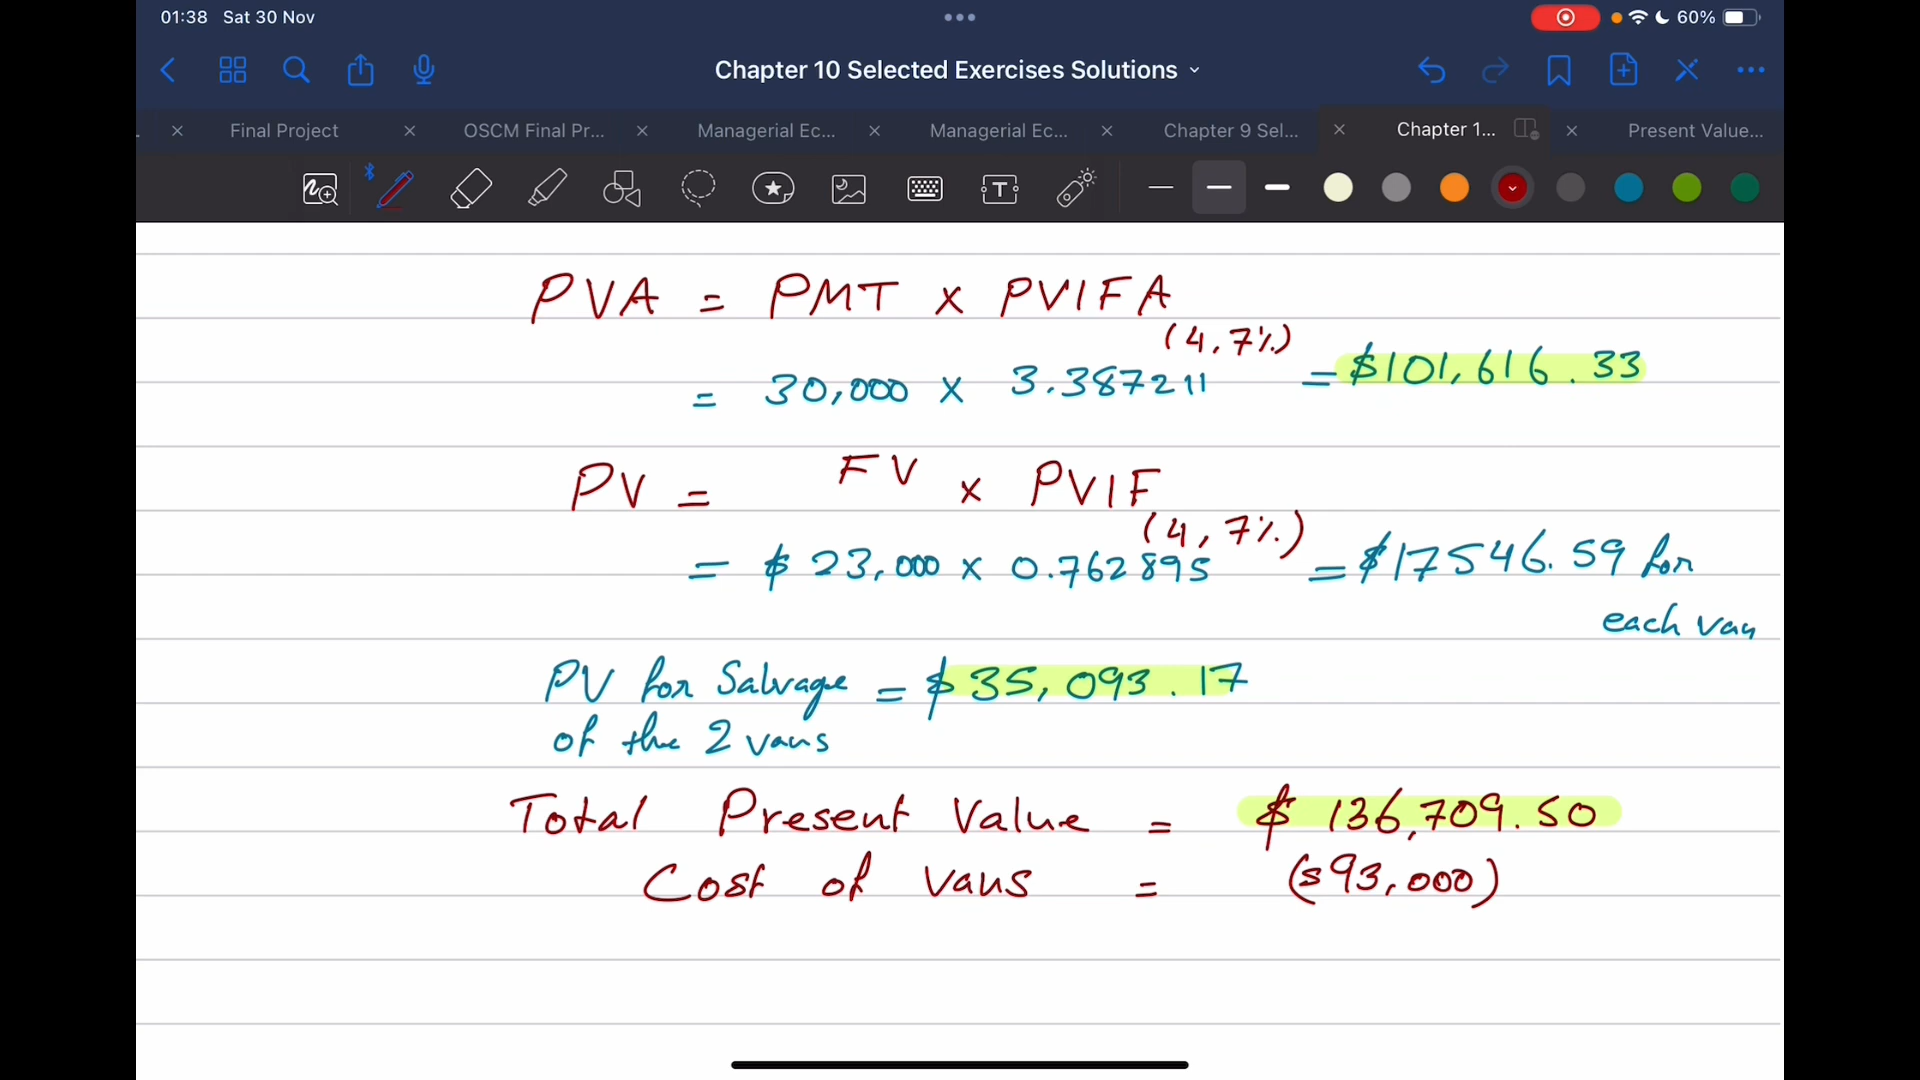 01:38 Sat 30 Nov
60%
Chapter 10 Selected Exercises Solutions
Final Project
OSCM Final Pr...
Managerial Ec...
Managerial Ec...
Chapter 9 Sel...
Chapter 1...
Present Value...
PVA = PMT x PVIFA
(4,7%)
= 30,000 x 3.387211 = $101,616.33
PV = FV x PVIF
(4,7%)
= $23,000 x 0.762895 = $17546.59 for
each van
PV for Salvage = $35,093.17
of the 2 vans
Total Present Value = $136,709.50
Cost of Vans = ($93,000)